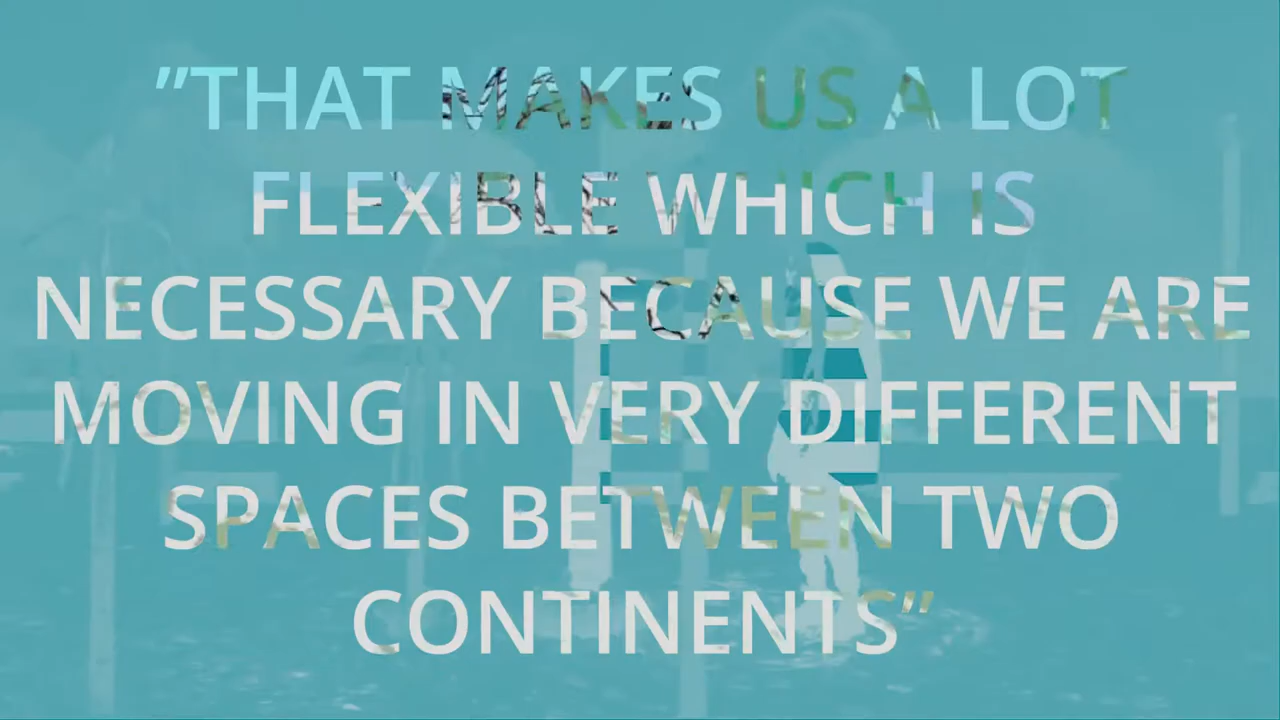 "THAT MAKES US A LOT
FLEXIBLE WHICH IS
NECESSARY BECAUSE WE ARE
MOVING IN VERY DIFFERENT
SPACES BETWEEN TWO
CONTINENTS"